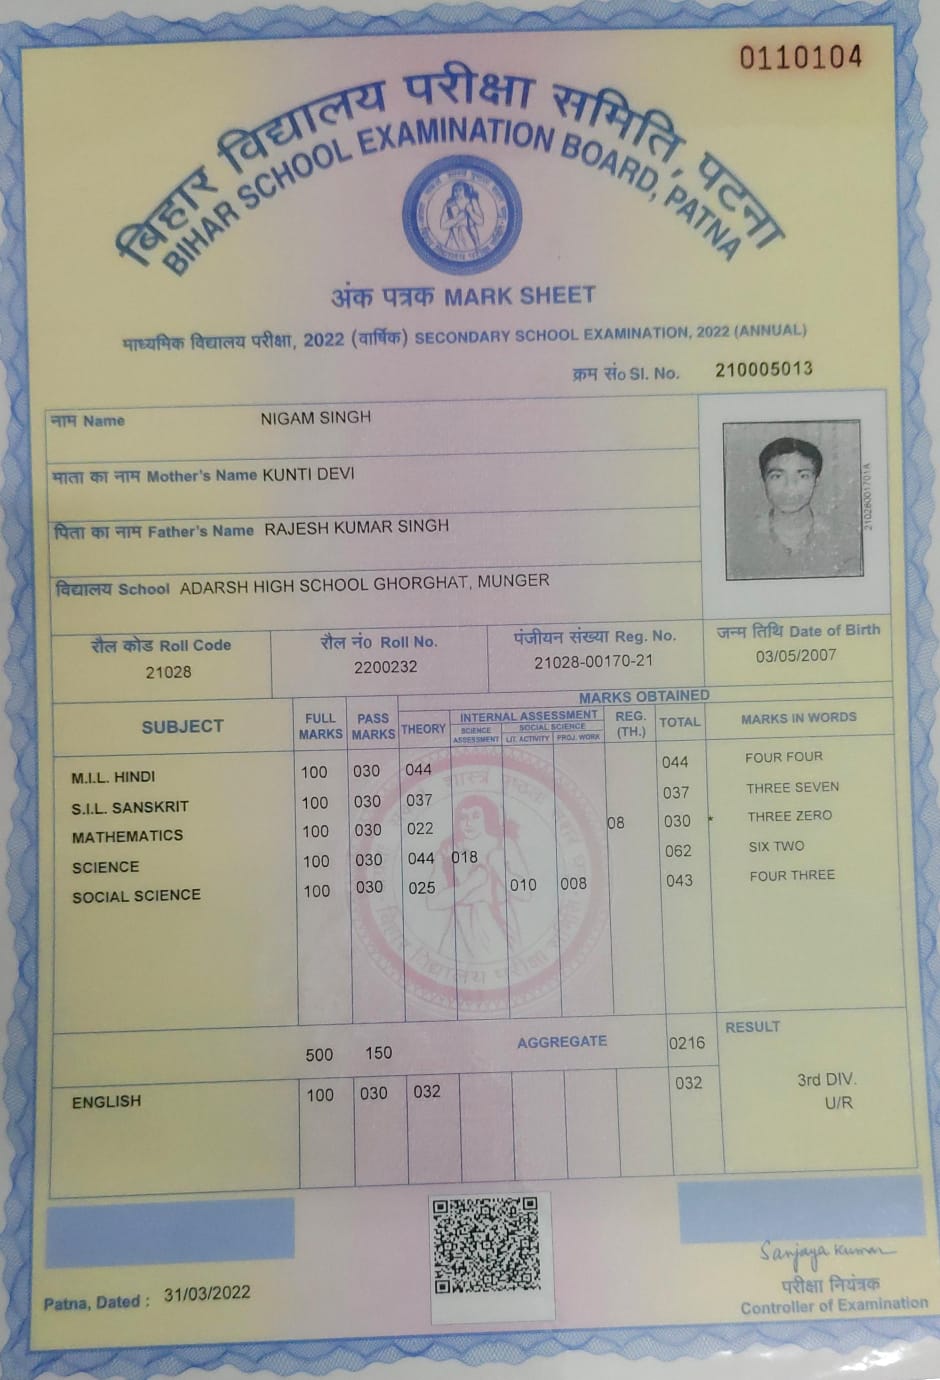 0110104
बिहार विद्यालय परीक्षा समिति, पटना
BIHAR SCHOOL EXAMINATION BOARD, PATNA
अंक पत्रक MARK SHEET
माध्यमिक विद्यालय परीक्षा, 2022 (वार्षिक) SECONDARY SCHOOL EXAMINATION, 2022 (ANNUAL)
क्रम सं० Sl. No. 210005013
नाम Name NIGAM SINGH
माता का नाम Mother's Name KUNTI DEVI
पिता का नाम Father's Name RAJESH KUMAR SINGH
विद्यालय School ADARSH HIGH SCHOOL GHORGHAT, MUNGER
रौल कोड Roll Code रौल नं० Roll No. पंजीयन संख्या Reg. No. जन्म तिथि Date of Birth
21028 2200232 21028-00170-21 03/05/2007
MARKS OBTAINED
SUBJECT FULL MARKS PASS MARKS THEORY INTERNAL ASSESSMENT REG. (TH.) TOTAL MARKS IN WORDS
SCIENCE ASSESSMENT SOCIAL SCIENCE LIT. ACTIVITY PROJ. WORK
M.I.L. HINDI 100 030 044 044 FOUR FOUR
S.I.L. SANSKRIT 100 030 037 037 THREE SEVEN
MATHEMATICS 100 030 022 08 030 * THREE ZERO
SCIENCE 100 030 044 018 062 SIX TWO
SOCIAL SCIENCE 100 030 025 010 008 043 FOUR THREE
500 150 AGGREGATE 0216 RESULT
ENGLISH 100 030 032 032 3rd DIV.
U/R
Sanjaya Kumar
Patna, Dated : 31/03/2022 परीक्षा नियंत्रक
Controller of Examination